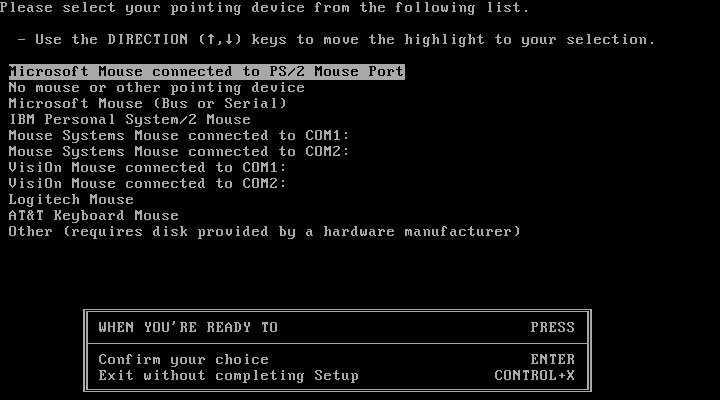 Please select your pointing device from the following list.
- Use the DIRECTION (↑,↓) keys to move the highlight to your selection.
Microsoft Mouse connected to PS/2 Mouse Port
No mouse or other pointing device
Microsoft Mouse (Bus or Serial)
IBM Personal System/2 Mouse
Mouse Systems Mouse connected to COM1:
Mouse Systems Mouse connected to COM2:
VisiOn Mouse connected to COM1:
VisiOn Mouse connected to COM2:
Logitech Mouse
AT&T Keyboard Mouse
Other (requires disk provided by a hardware manufacturer)
WHEN YOU'RE READY TO PRESS
Confirm your choice ENTER
Exit without completing Setup CONTROL+X